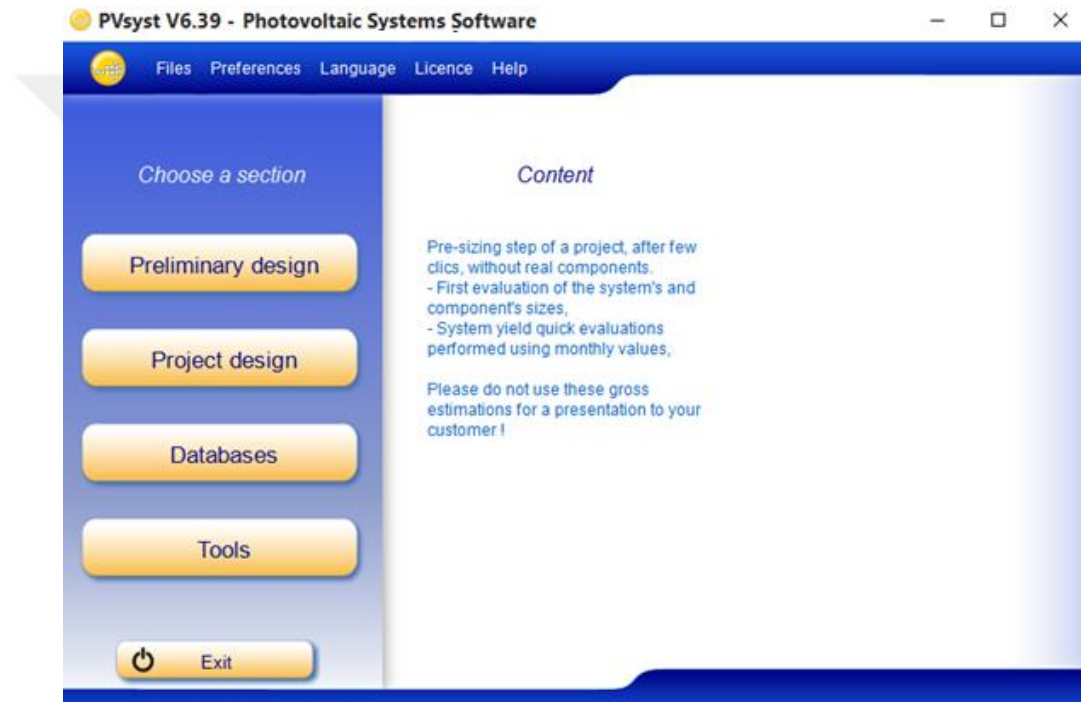 PVsyst V6.39 - Photovoltaic Systems Software
Files Preferences Language Licence Help
Choose a section
Preliminary design
Project design
Databases
Tools
Exit
Content
Pre-sizing step of a project, after few
clics, without real components.
- First evaluation of the system's and
component's sizes,
- System yield quick evaluations
performed using monthly values,
Please do not use these gross
estimations for a presentation to your
customer !